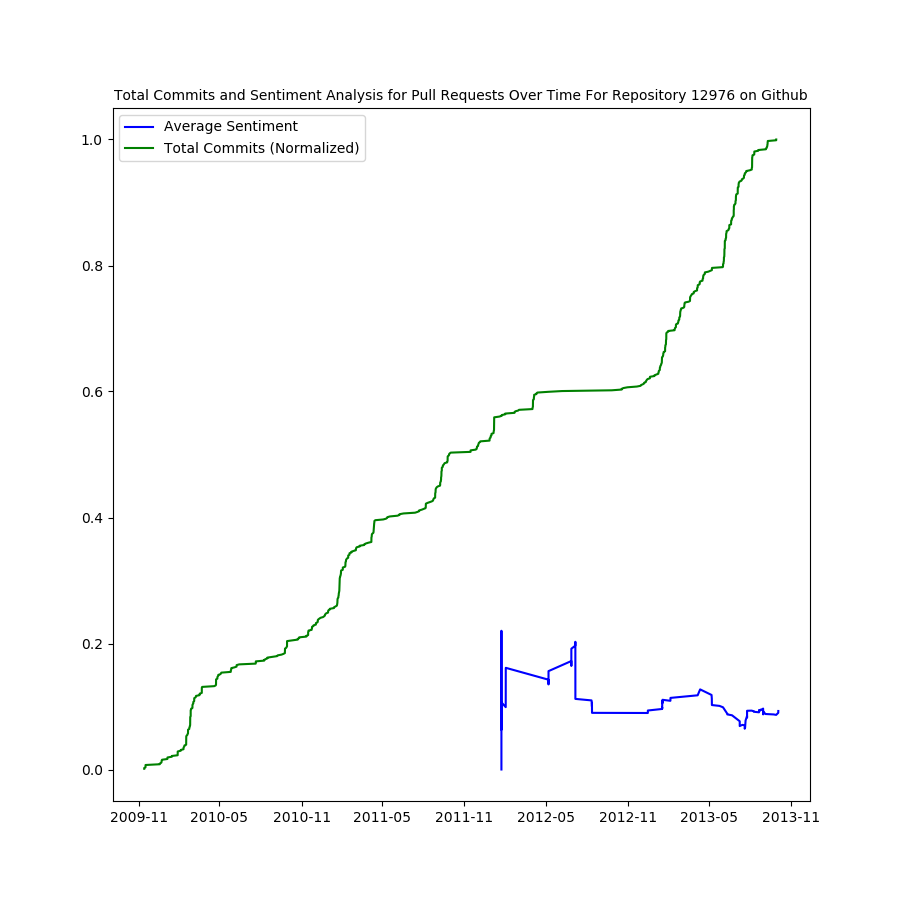 Total Commits and Sentiment Analysis for Pull Requests Over Time For Repository 12976 on Github
Average Sentiment
Total Commits (Normalized)
1.0
0.8
0.6
0.4
0.2
0.0
2009-11 2010-05 2010-11 2011-05 2011-11 2012-05 2012-11 2013-05 2013-11